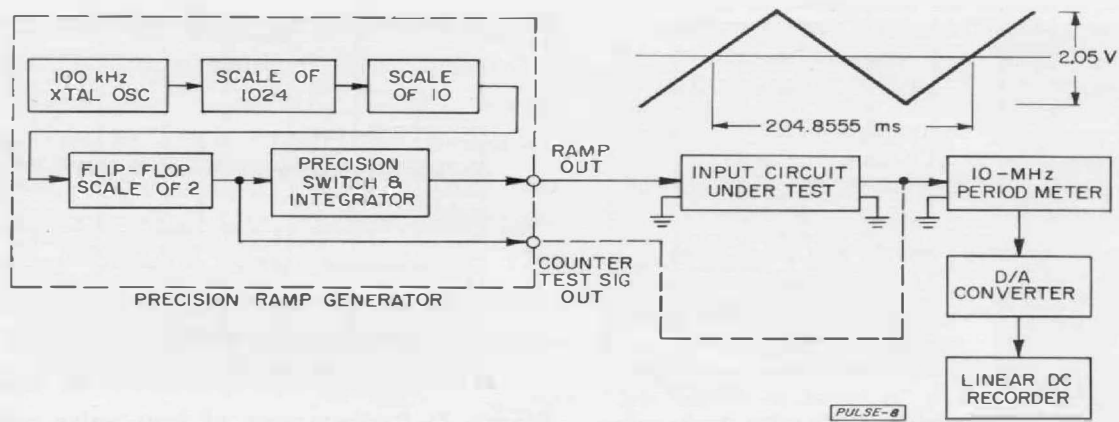 100 kHz
XTAL OSC
SCALE OF
1024
SCALE
OF 10
FLIP-FLOP
SCALE OF 2
PRECISION
SWITCH &
INTEGRATOR
PRECISION RAMP GENERATOR
RAMP
OUT
COUNTER
TEST SIG
OUT
2.05 V
204.8555 ms
INPUT CIRCUIT
UNDER TEST
10-MHz
PERIOD METER
D/A
CONVERTER
LINEAR DC
RECORDER
PULSE-8